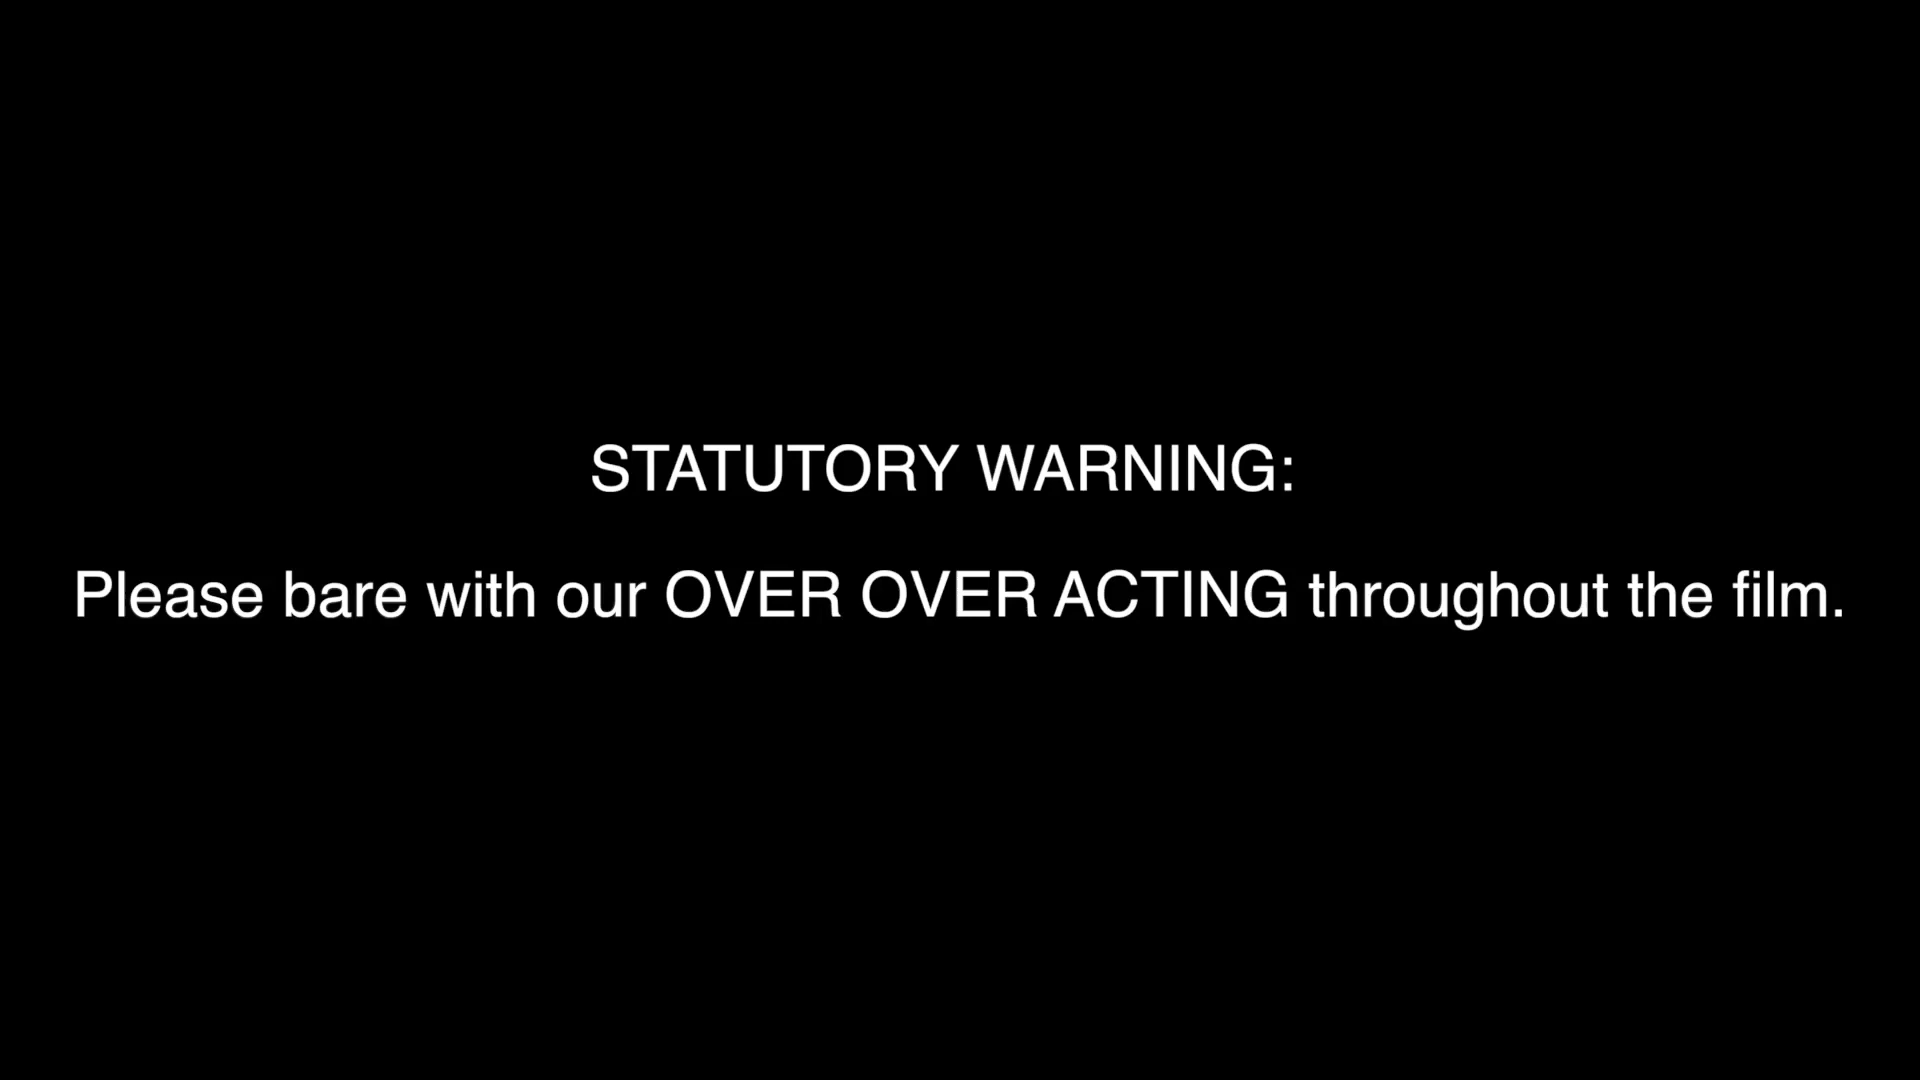 STATUTORY WARNING:
Please bare with our OVER OVER ACTING throughout the film.